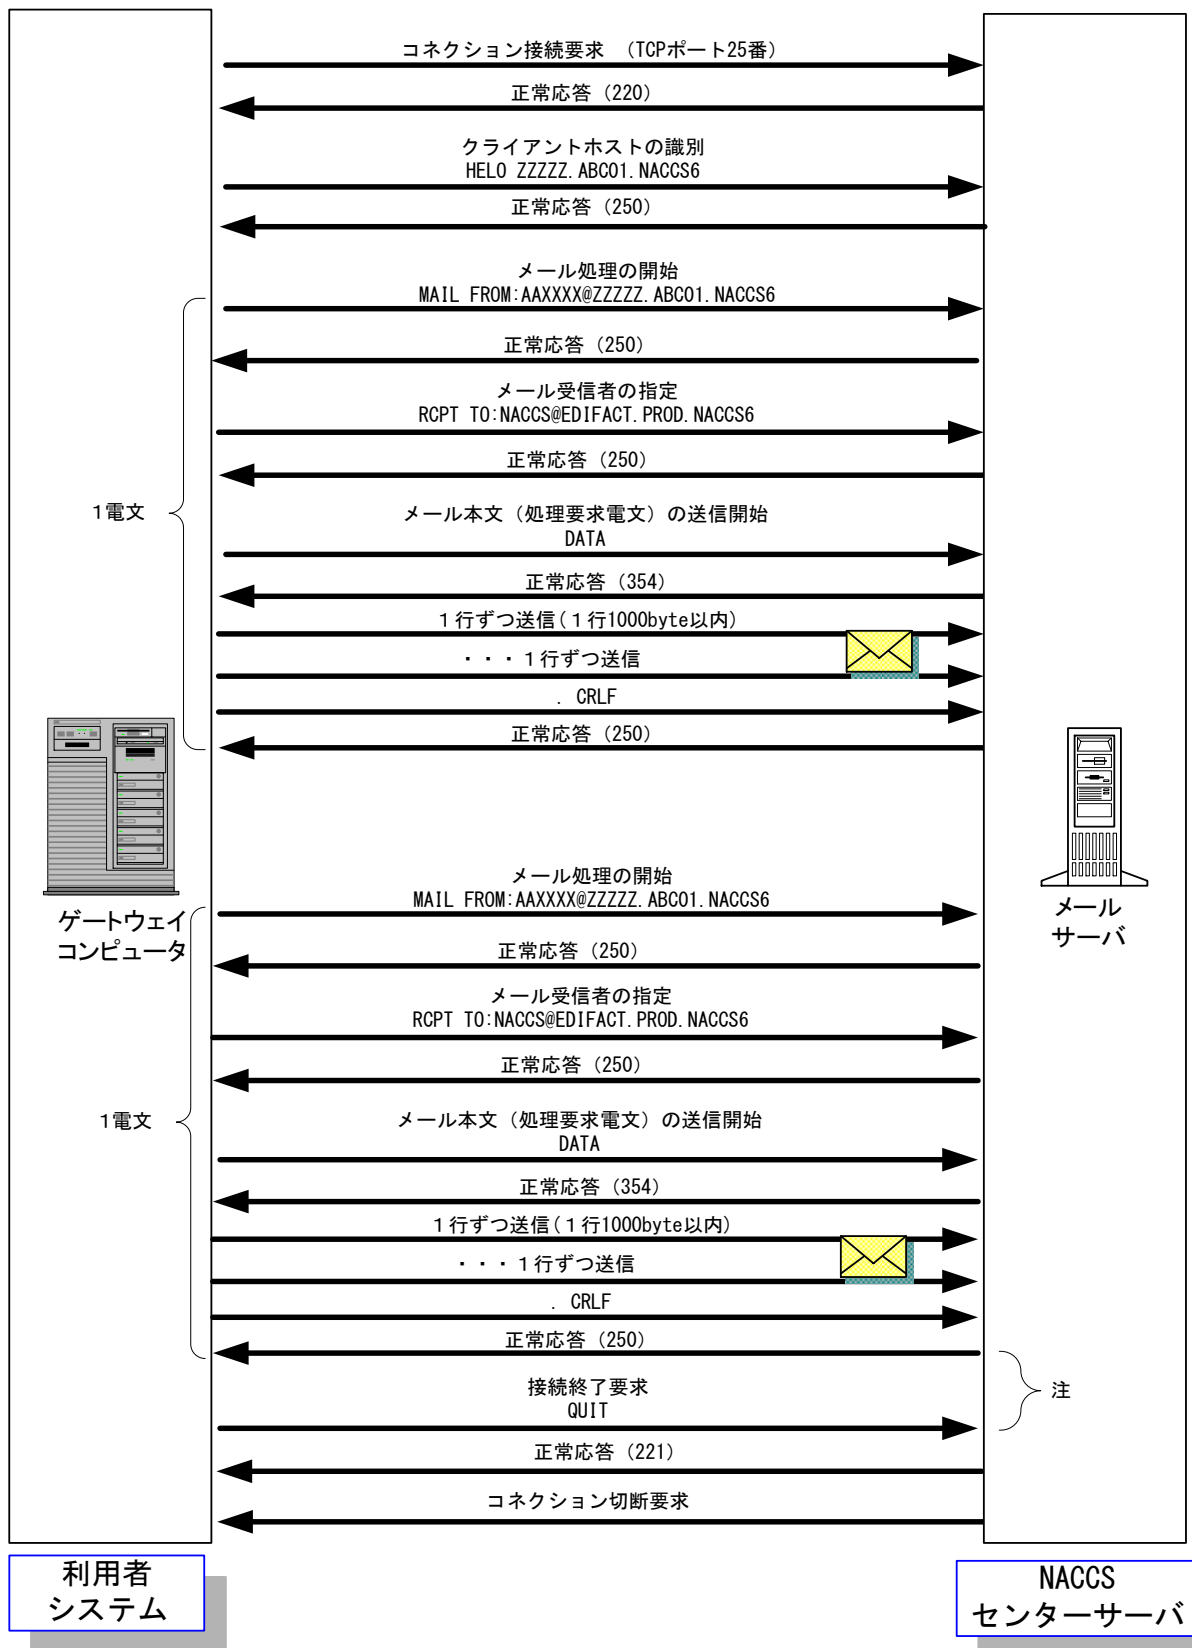 コネクション接続要求　（TCPポート25番）
正常応答（220）
クライアントホストの識別
HELO ZZZZZ.ABC01.NACCS6
正常応答（250）
メール処理の開始
MAIL FROM:AAXXXX@ZZZZZ.ABC01.NACCS6
正常応答（250）
メール受信者の指定
RCPT TO:NACCS@EDIFACT.PROD.NACCS6
正常応答（250）
1電文
メール本文（処理要求電文）の送信開始
DATA
正常応答（354）
１行ずつ送信（１行1000byte以内）
・・・１行ずつ送信
. CRLF
正常応答（250）
メール処理の開始
MAIL FROM:AAXXXX@ZZZZZ.ABC01.NACCS6
ゲートウェイ
コンピュータ
メール
サーバ
正常応答（250）
メール受信者の指定
RCPT TO:NACCS@EDIFACT.PROD.NACCS6
正常応答（250）
1電文
メール本文（処理要求電文）の送信開始
DATA
正常応答（354）
１行ずつ送信（１行1000byte以内）
・・・１行ずつ送信
. CRLF
正常応答（250）
接続終了要求
QUIT
注
正常応答（221）
コネクション切断要求
利用者
システム
NACCS
センターサーバ